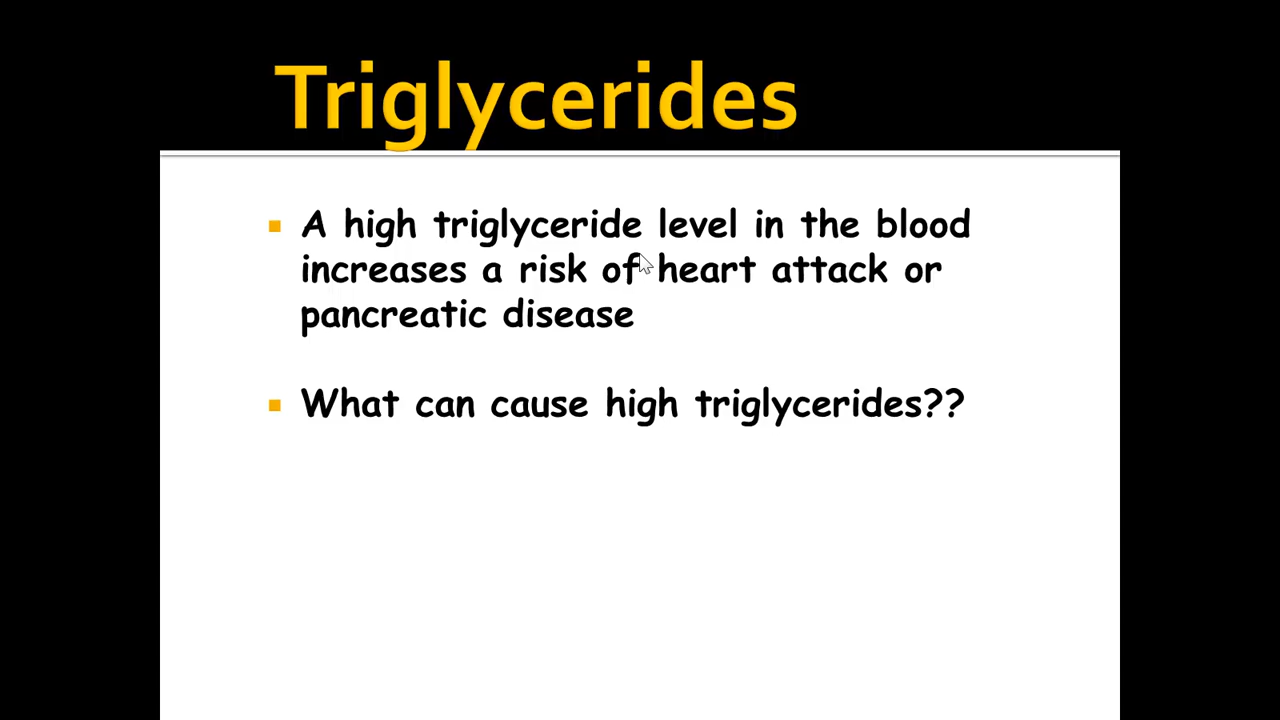 Triglycerides
A high triglyceride level in the blood
increases a risk of heart attack or
pancreatic disease
What can cause high triglycerides??